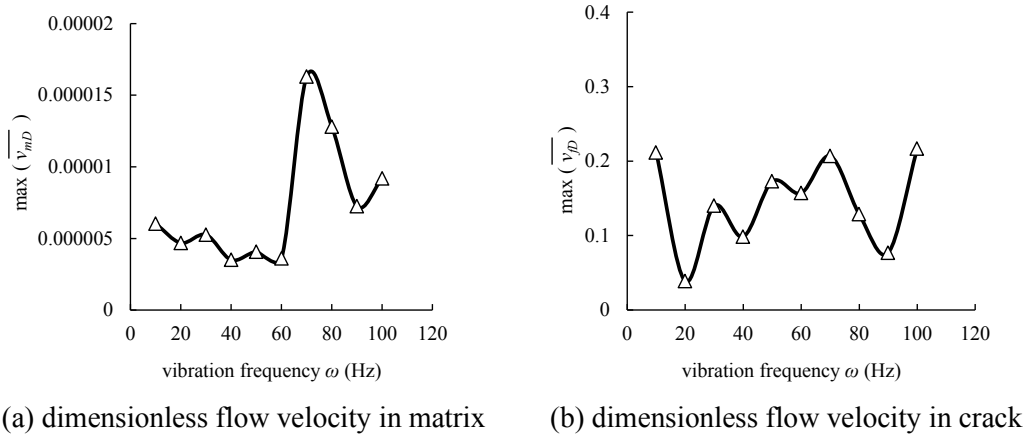 0.00002
0.000015
0.00001
0.000005
0
0 20 40 60 80 100 120
max ( v_mD )
vibration frequency ω (Hz)
(a) dimensionless flow velocity in matrix
0.4
0.3
0.2
0.1
0
0 20 40 60 80 100 120
max ( v_fD )
vibration frequency ω (Hz)
(b) dimensionless flow velocity in crack